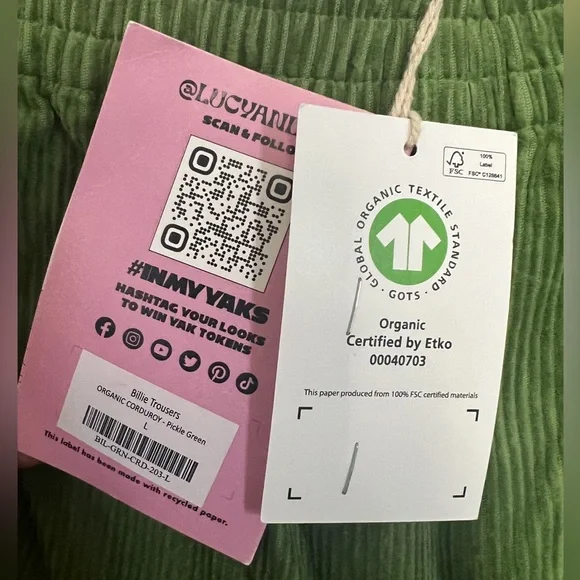 @LUCYAND
SCAN & FOLLO
#INMYYAKS
HASHTAG YOUR LOOKS
TO WIN YAK TOKENS
Billie Trousers
ORGANIC CORDUROY - Pickle Green
L
BIL-GRN-CRD-203-L
This label has been made with recycled paper.
FSC
100%
Label
FSC® C128641
GLOBAL ORGANIC TEXTILE STANDARD · GOTS ·
Organic
Certified by Etko
00040703
This paper produced from 100% FSC certified materials